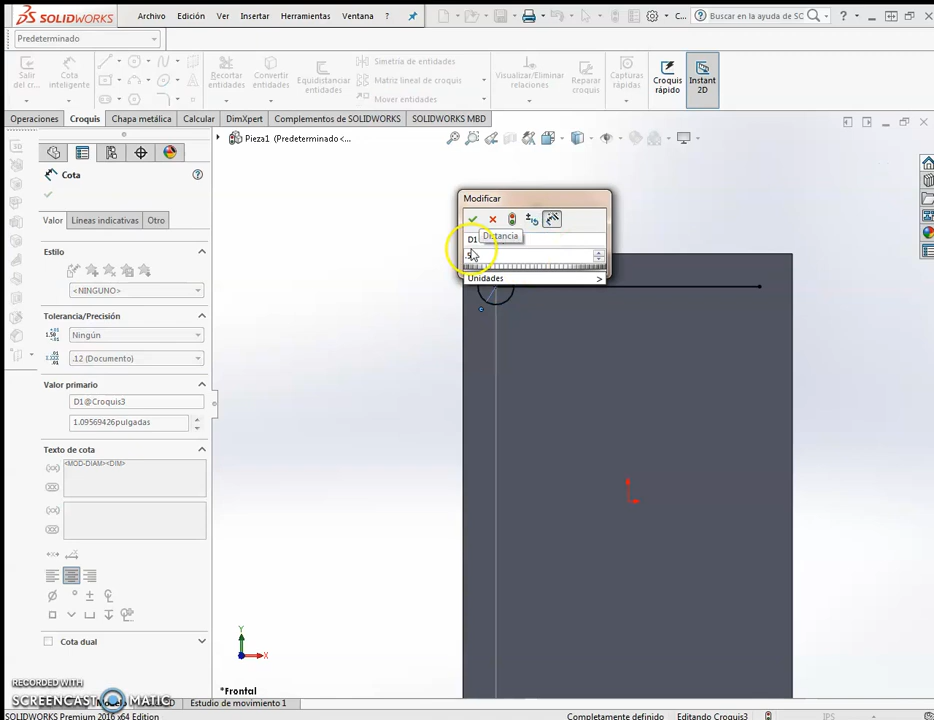 SOLIDWORKS
Archivo Edición Ver Insertar Herramientas Ventana ? C... Buscar en la ayuda de SC ?
Predeterminado
Salir del cr...
Cota inteligente
Recortar entidades
Convertir entidades
Equidistanciar entidades
Simetría de entidades
Matriz lineal de croquis
Mover entidades
Visualizar/Eliminar relaciones
Reparar croquis
Capturas rápidas
Croquis rápido
Instant 2D
Operaciones Croquis Chapa metálica Calcular DimXpert Complementos de SOLIDWORKS SOLIDWORKS MBD
Pieza1 (Predeterminado<...
Cota ?
Valor Líneas indicativas Otro
Estilo
<NINGUNO>
Tolerancia/Precisión
Ningún
.12 (Documento)
Valor primario
D1@Croquis3
1.09569426pulgadas
Texto de cota
<MOD-DIAM><DIM>
Cota dual
Modificar
D1
Distancia
.5
Unidades >
Y
X
*Frontal
RECORDED WITH
SCREENCAST MATIC
Estudio de movimiento 1
SOLIDWORKS Premium 2016 x64 Edition Completamente definido Editando Croquis3 IPS